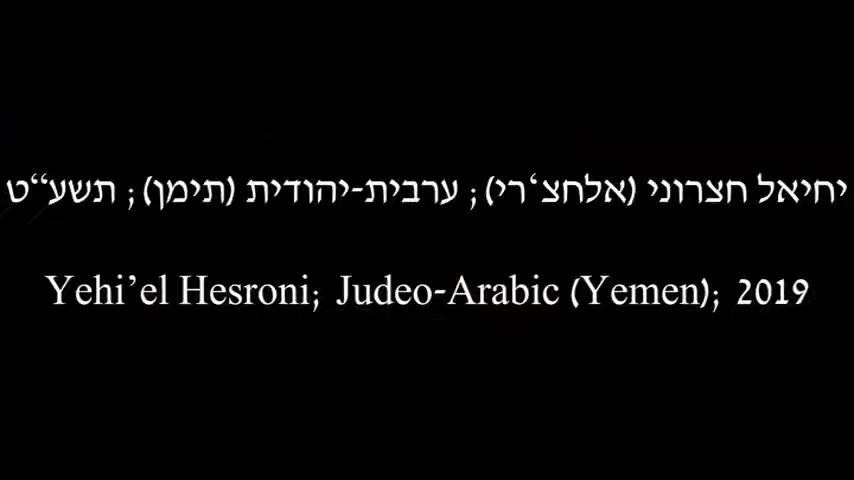 יחיאל חצרוני (אלחצ'רי); ערבית-יהודית (תימן); תשע"ט
Yehi'el Hesroni; Judeo-Arabic (Yemen); 2019